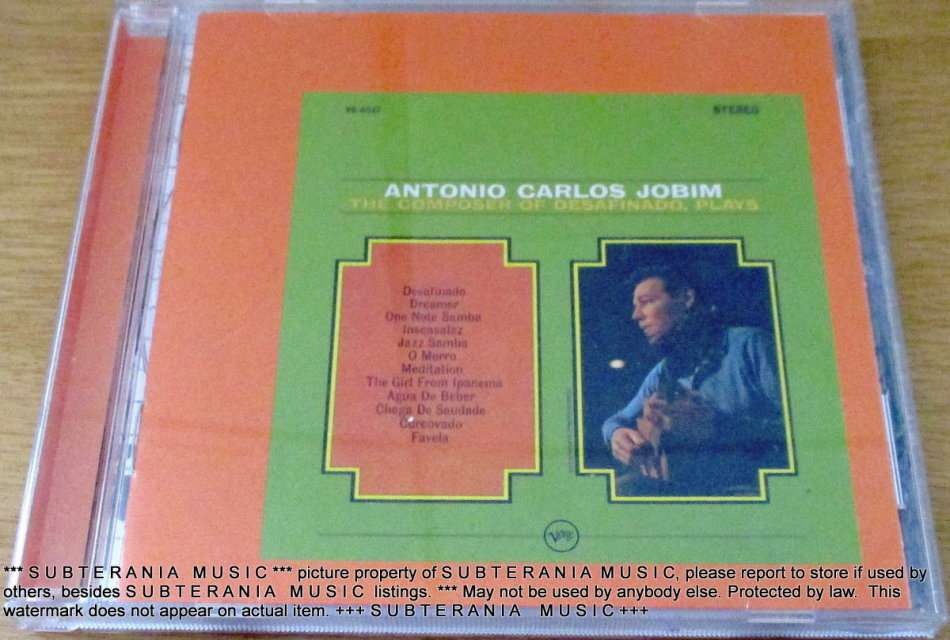 STEREO
ANTONIO CARLOS JOBIM
THE COMPOSER OF DESAFINADO, PLAYS
Desafinado
Dreamer
One Note Samba
Insensatez
Jazz Samba
O Morro
Meditation
The Girl From Ipanema
Agua De Beber
Chega De Saudade
Corcovado
Favela
Verve
*** S U B T E R A N I A   M U S I C *** picture property of S U B T E R A N I A  M U S I C, please report to store if used by
others, besides S U B T E R A N I A   M U S I C  listings. *** May not be used by anybody else. Protected by law.  This
watermark does not appear on actual item. +++ S U B T E R A N I A    M U S I C +++